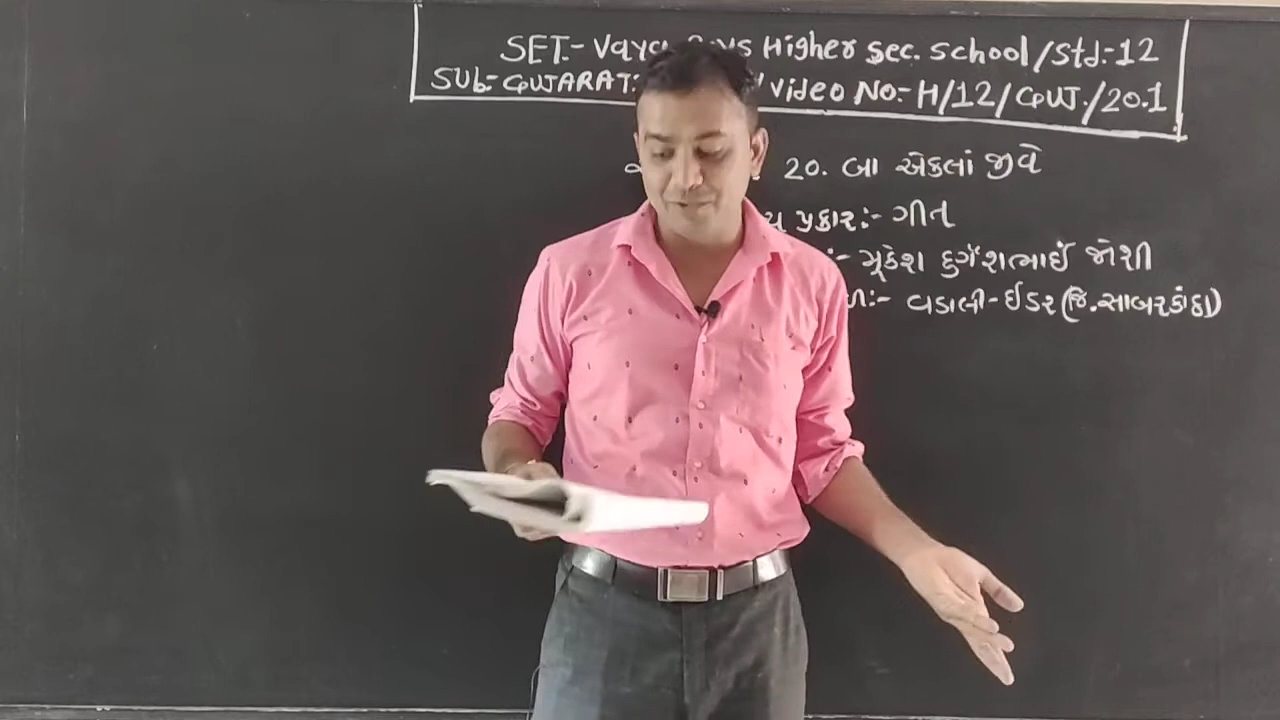 SET:- Vaya Boys Higher Sec. School/Std:-12
SUb:- GUJARATI video No:- H/12/GUJ./20.1
20. બા એકલાં જીવે
પ્રકાર:- ગીત
:- મૂકેશ દુર્ગેશભાઈ જોશી
:- વડાલી-ઈડર(જિ.સાબરકાંઠા)